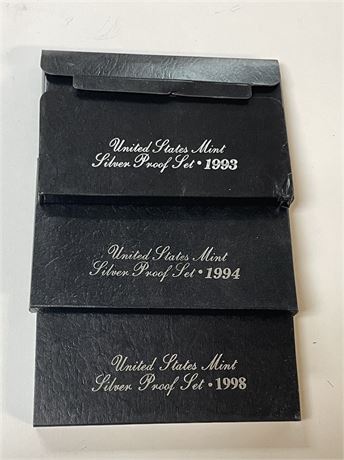 United States Mint
Silver Proof Set • 1993
United States Mint
Silver Proof Set • 1994
United States Mint
Silver Proof Set • 1998